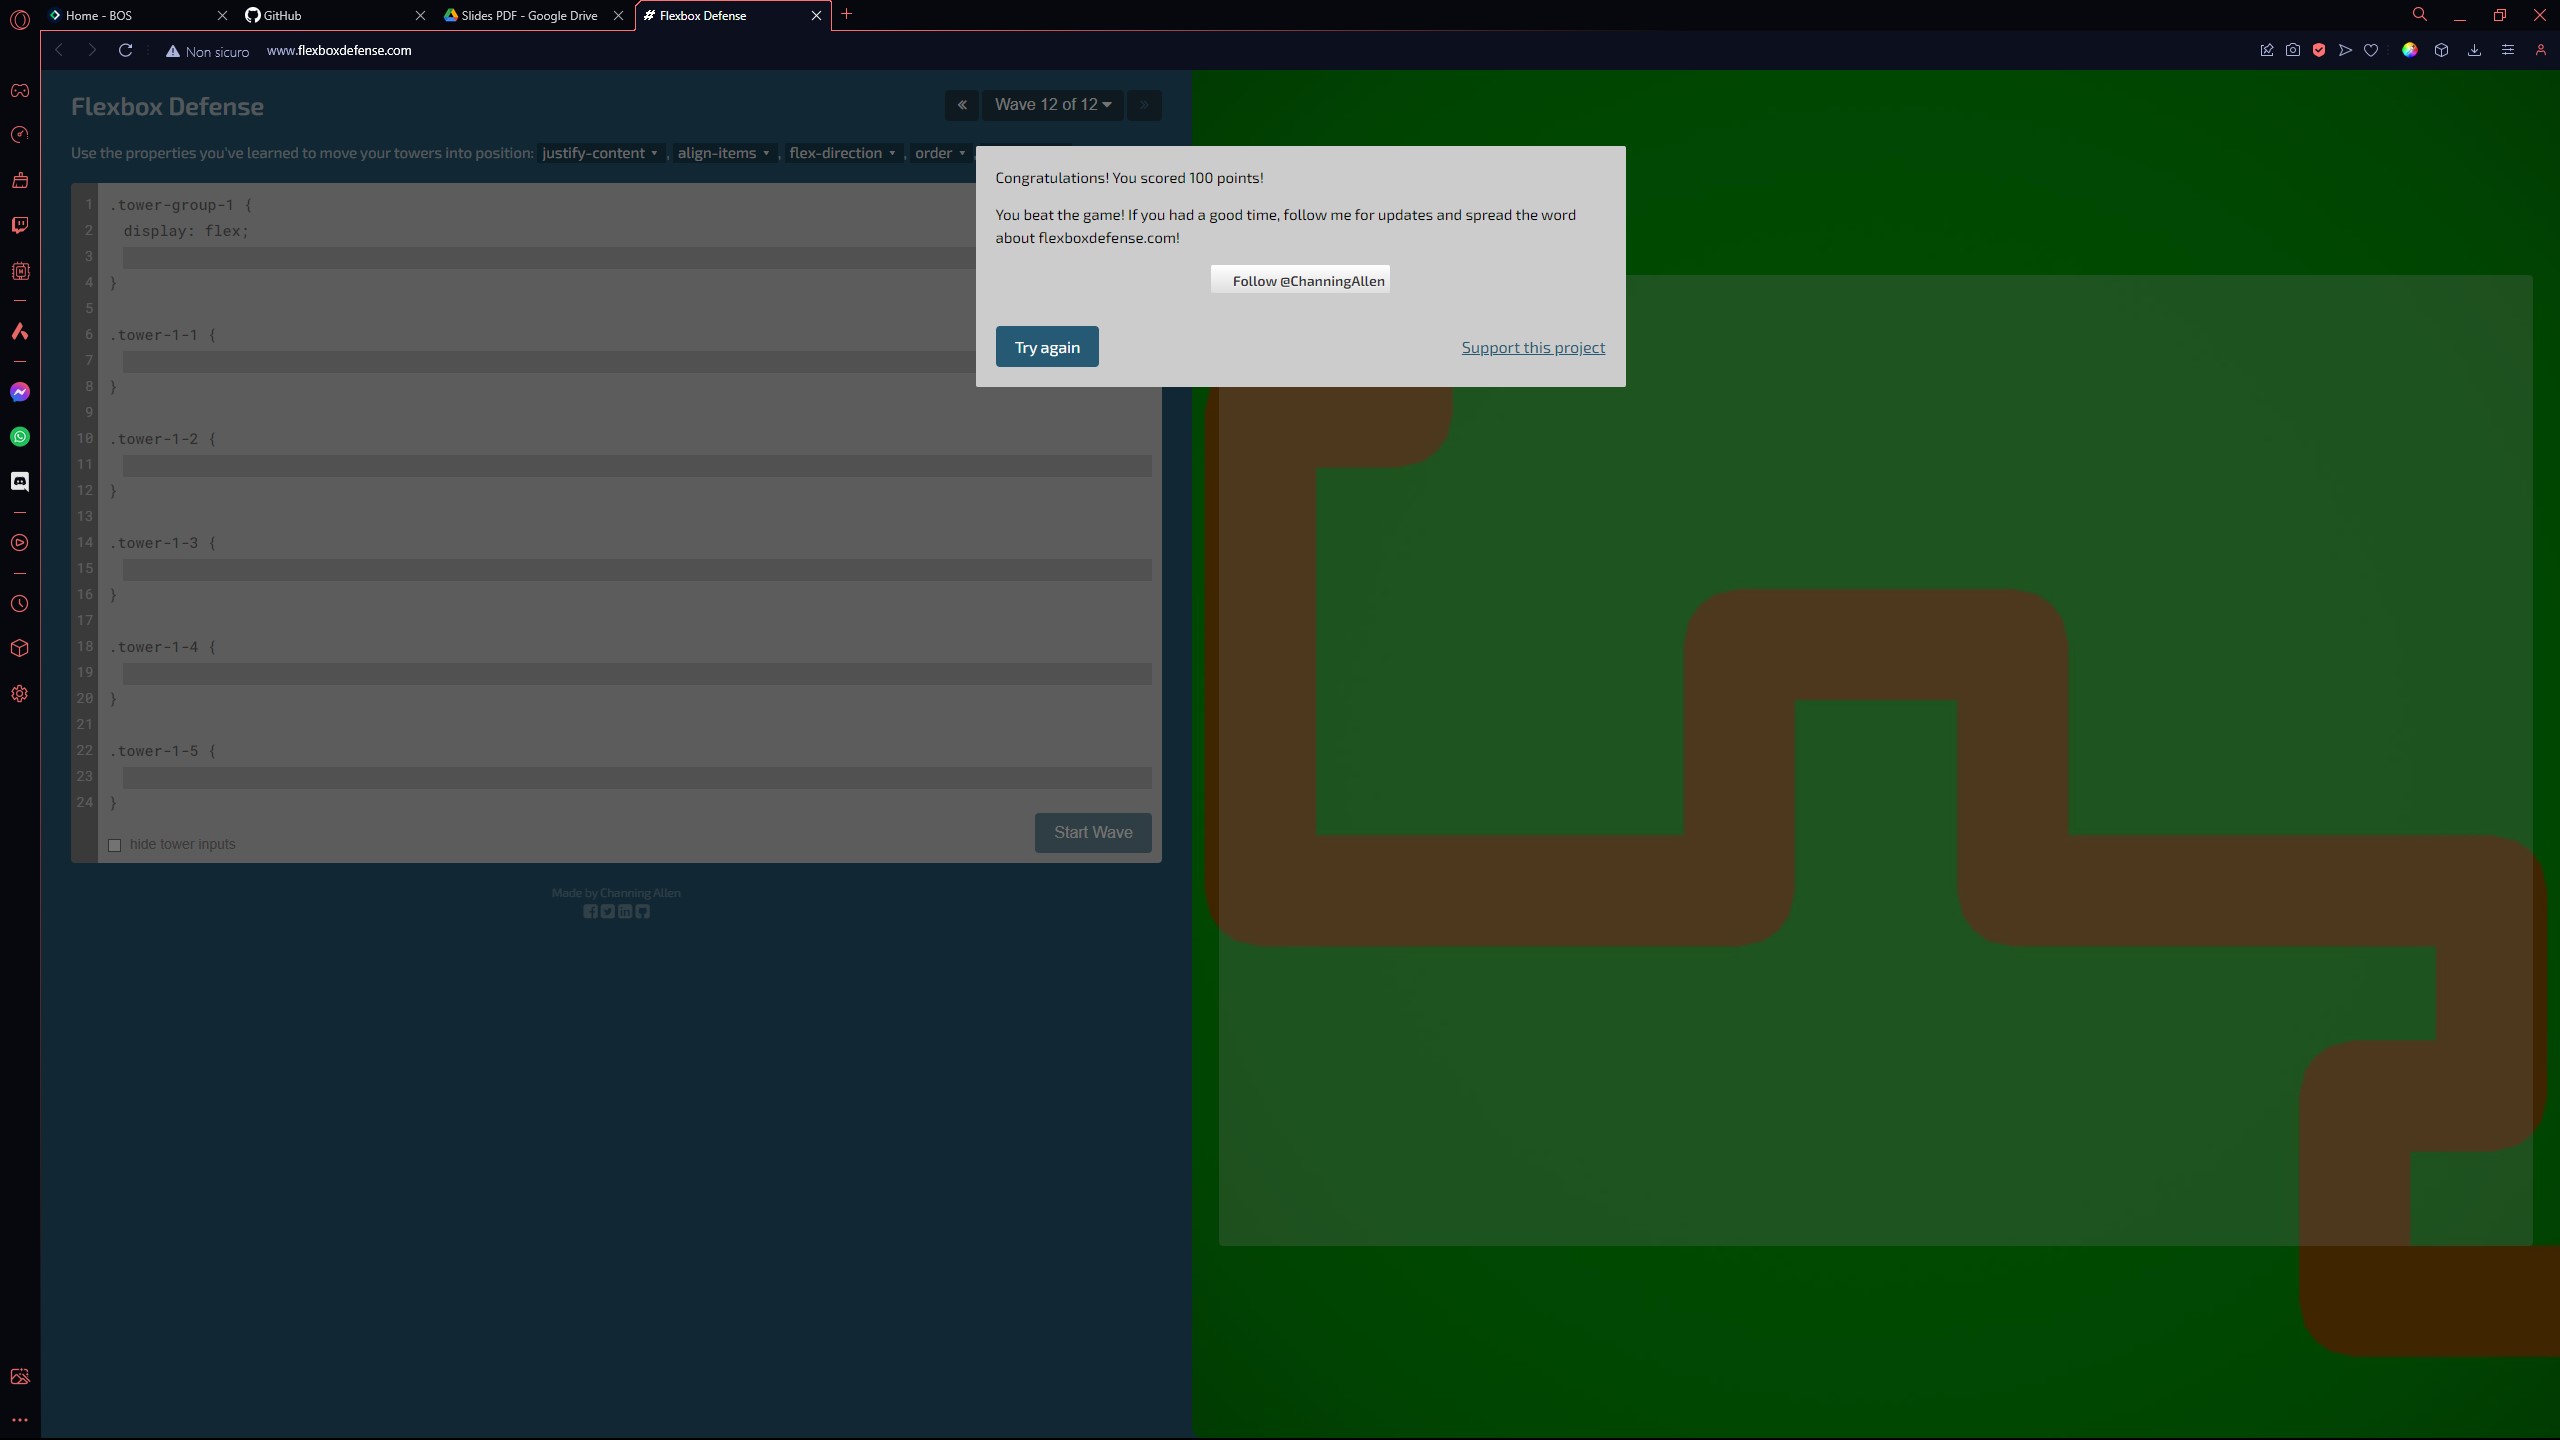 Home - BOS
GitHub
Slides PDF - Google Drive
Flexbox Defense
Non sicuro
www.flexboxdefense.com
Flexbox Defense
«
Wave 12 of 12
»
Use the properties you've learned to move your towers into position: justify-content , align-items , flex-direction , order ,
1 .tower-group-1 {
2 display: flex;
3
4 }
5
6 .tower-1-1 {
7
8 }
9
10 .tower-1-2 {
11
12 }
13
14 .tower-1-3 {
15
16 }
17
18 .tower-1-4 {
19
20 }
21
22 .tower-1-5 {
23
24 }
hide tower inputs
Start Wave
Made by Channing Allen
Congratulations! You scored 100 points!
You beat the game! If you had a good time, follow me for updates and spread the word
about flexboxdefense.com!
Follow @ChanningAllen
Try again
Support this project